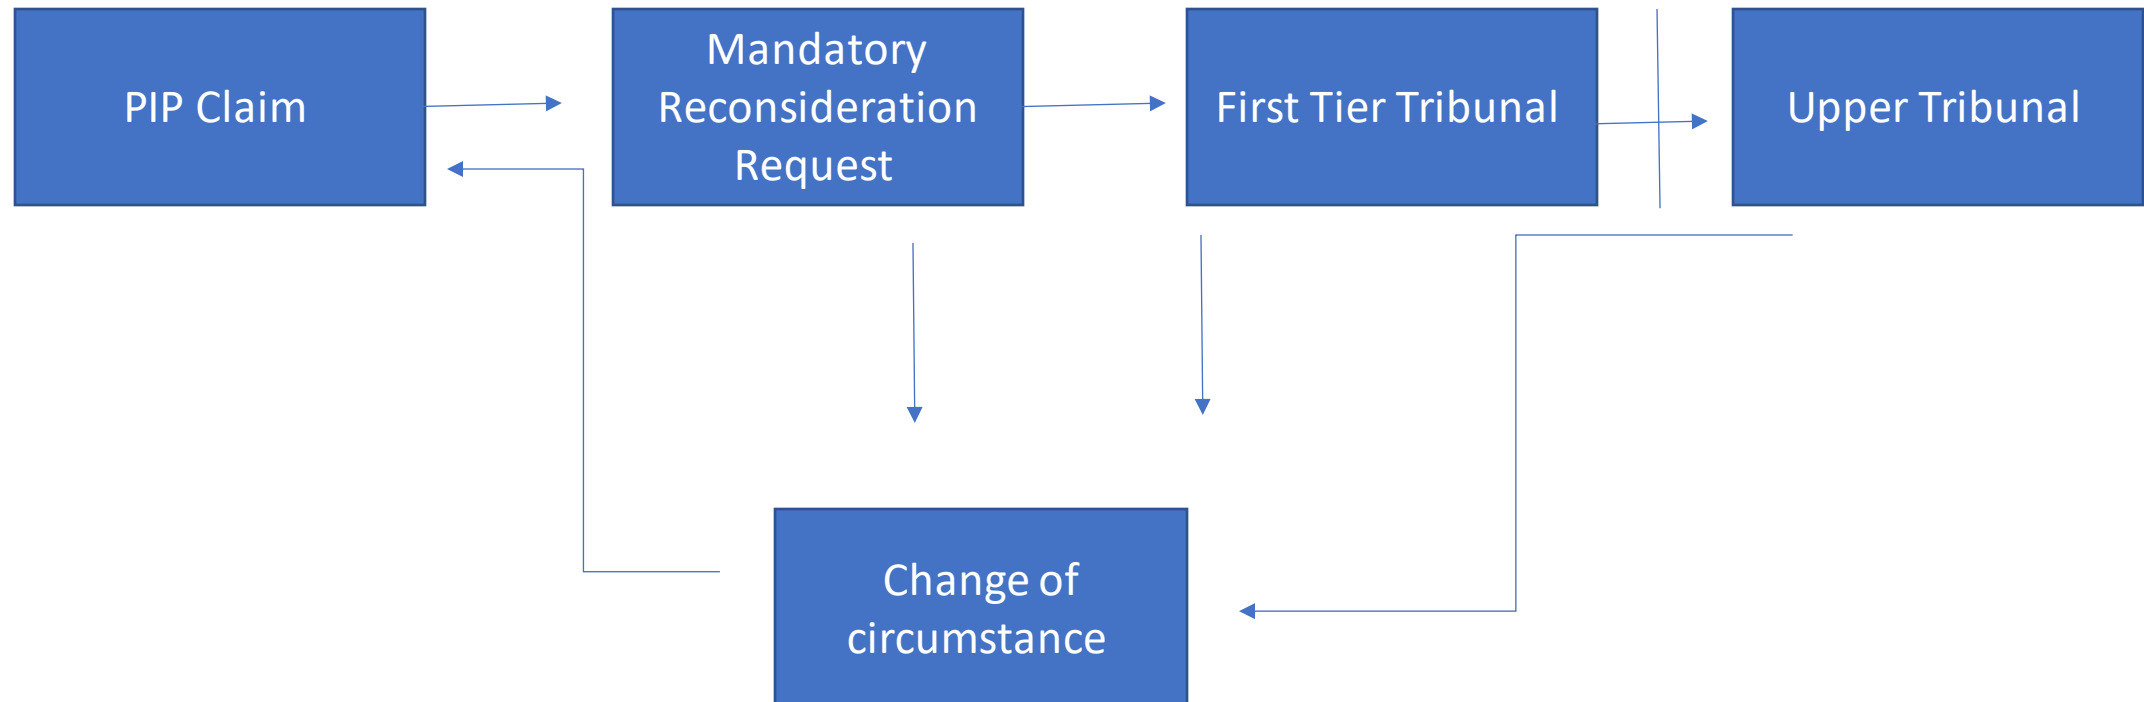 PIP Claim
Mandatory
Reconsideration
Request
First Tier Tribunal
Upper Tribunal
Change of
circumstance